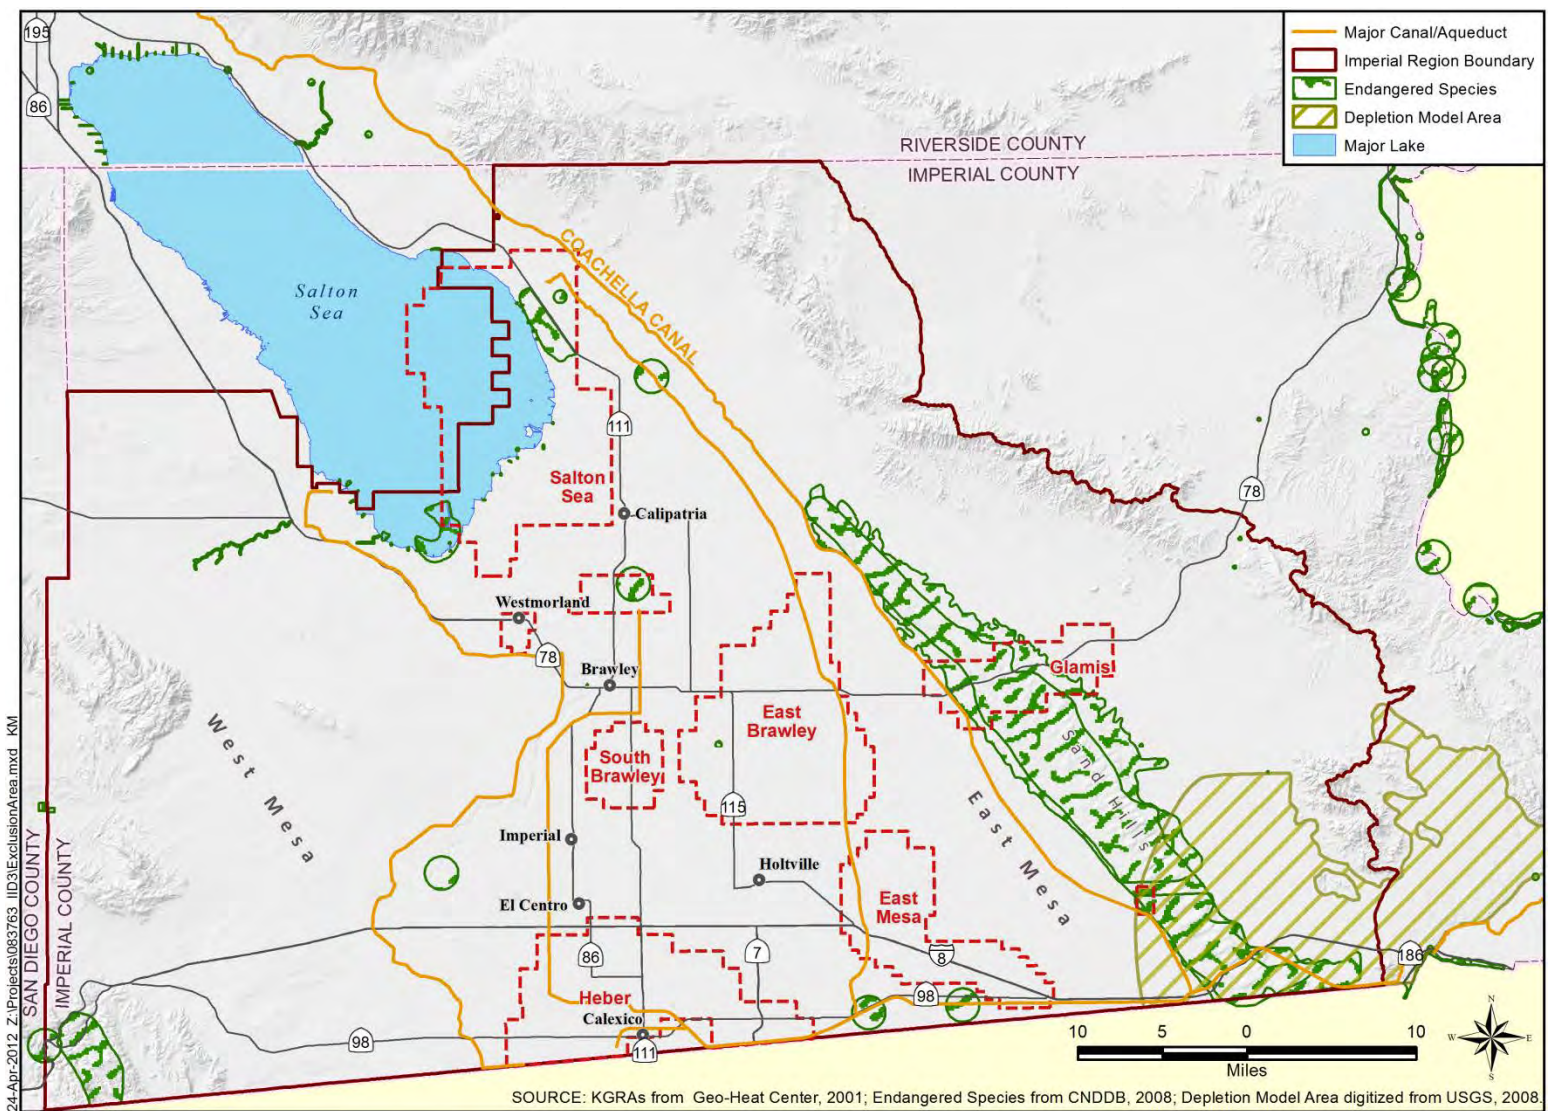 195
86
Major Canal/Aqueduct
Imperial Region Boundary
Endangered Species
Depletion Model Area
Major Lake
RIVERSIDE COUNTY
IMPERIAL COUNTY
COACHELLA CANAL
Salton
Sea
111
Salton
Sea
Calipatria
78
Westmorland
78
Brawley
Glamis
East
Brawley
South
Brawley
Sand Hills
West Mesa
East Mesa
115
Imperial
Holtville
El Centro
East
Mesa
86
7
8
186
98
Heber
Calexico
98
111
SAN DIEGO COUNTY
IMPERIAL COUNTY
10 5 0 10
Miles
N
W E
S
SOURCE: KGRAs from Geo-Heat Center, 2001; Endangered Species from CNDDB, 2008; Depletion Model Area digitized from USGS, 2008.
24-Apr-2012 Z:\Projects\083763_IID3\ExclusionArea.mxd KM